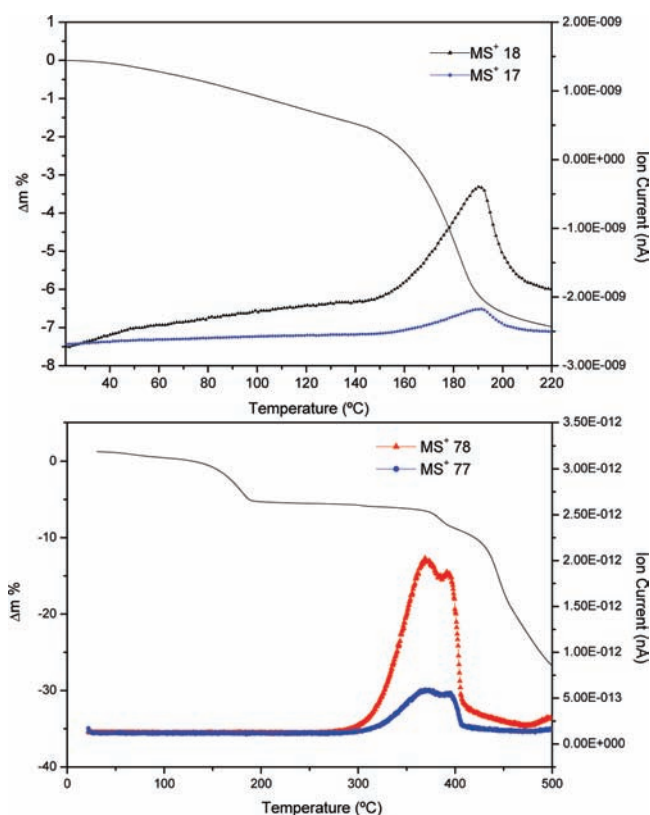 1
0
-1
-2
-3
-4
-5
-6
-7
-8
Δm %
MS⁺ 18
MS⁺ 17
2.00E-009
1.00E-009
0.00E+000
-1.00E-009
-2.00E-009
-3.00E-009
Ion Current (nA)
40 60 80 100 120 140 160 180 200 220
Temperature (ºC)
0
-10
-20
-30
-40
Δm %
MS⁺ 78
MS⁺ 77
3.50E-012
3.00E-012
2.50E-012
2.00E-012
1.50E-012
1.00E-012
5.00E-013
0.00E+000
Ion Current (nA)
0 100 200 300 400 500
Temperature (ºC)